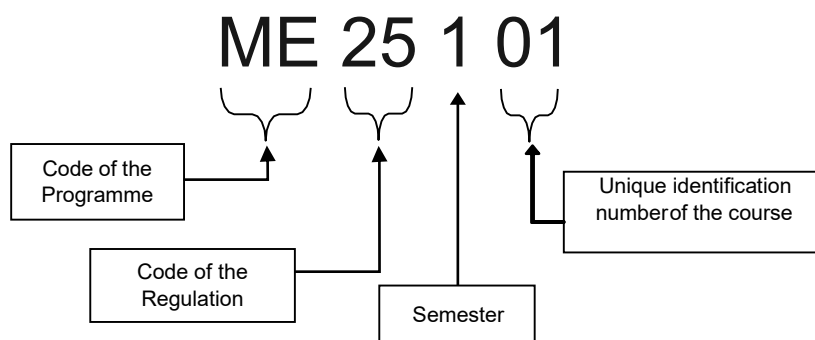 ME 25 1 01
Code of the
Programme
Unique identification
numberof the course
Code of the
Regulation
Semester